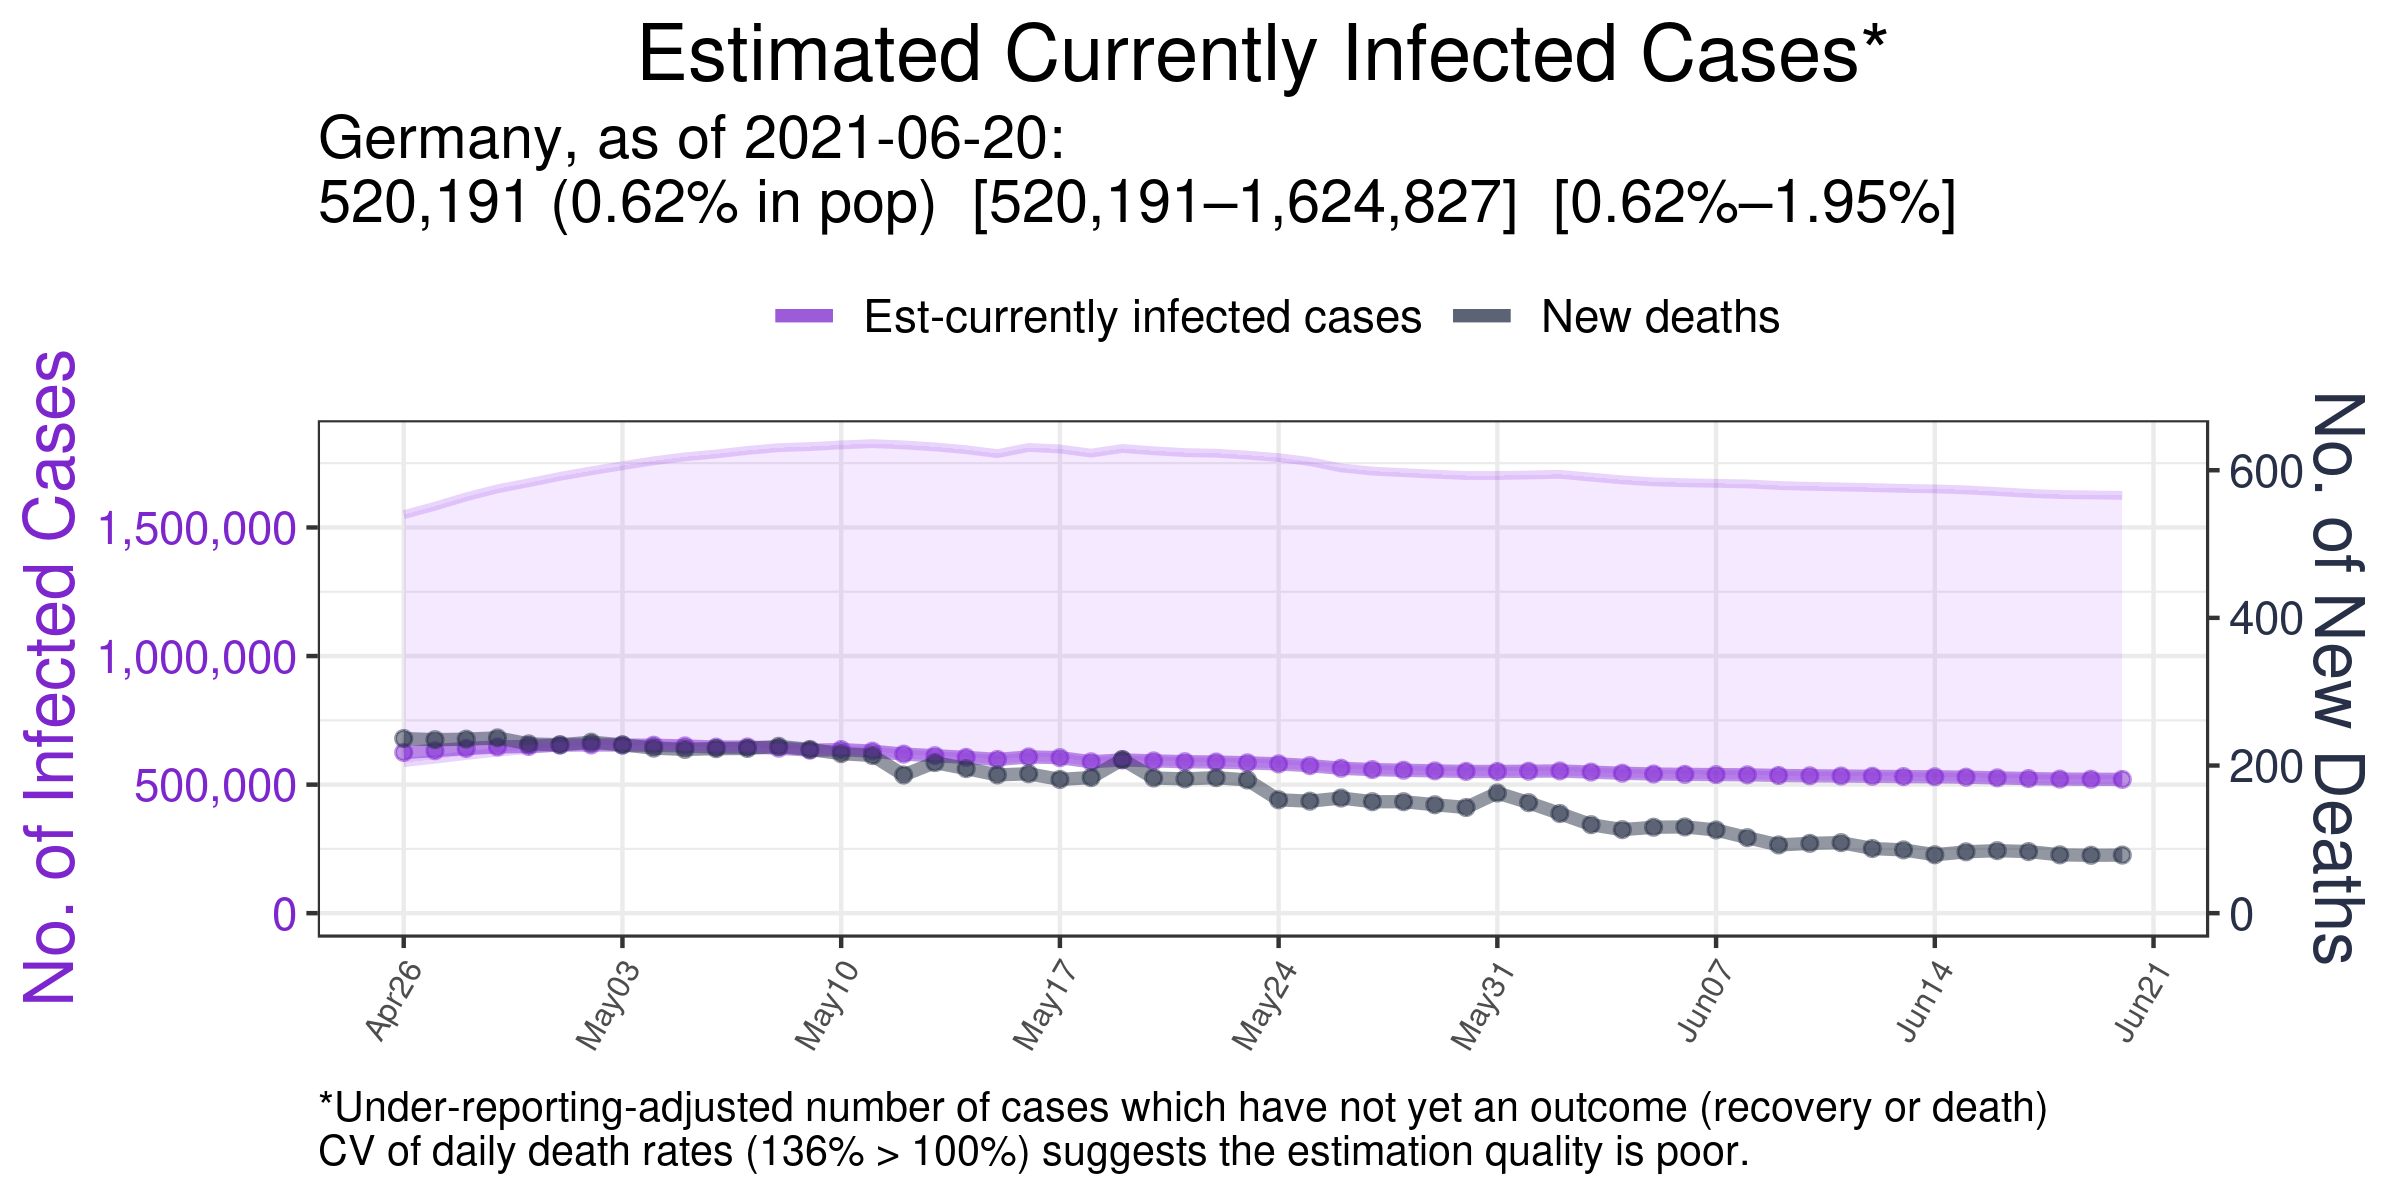 Estimated Currently Infected Cases*
Germany, as of 2021-06-20:
520,191 (0.62% in pop) [520,191–1,624,827] [0.62%–1.95%]
Est-currently infected cases
New deaths
No. of Infected Cases
1,500,000
1,000,000
500,000
0
No. of New Deaths
600
400
200
0
Apr26
May03
May10
May17
May24
May31
Jun07
Jun14
Jun21
*Under-reporting-adjusted number of cases which have not yet an outcome (recovery or death)
CV of daily death rates (136% > 100%) suggests the estimation quality is poor.